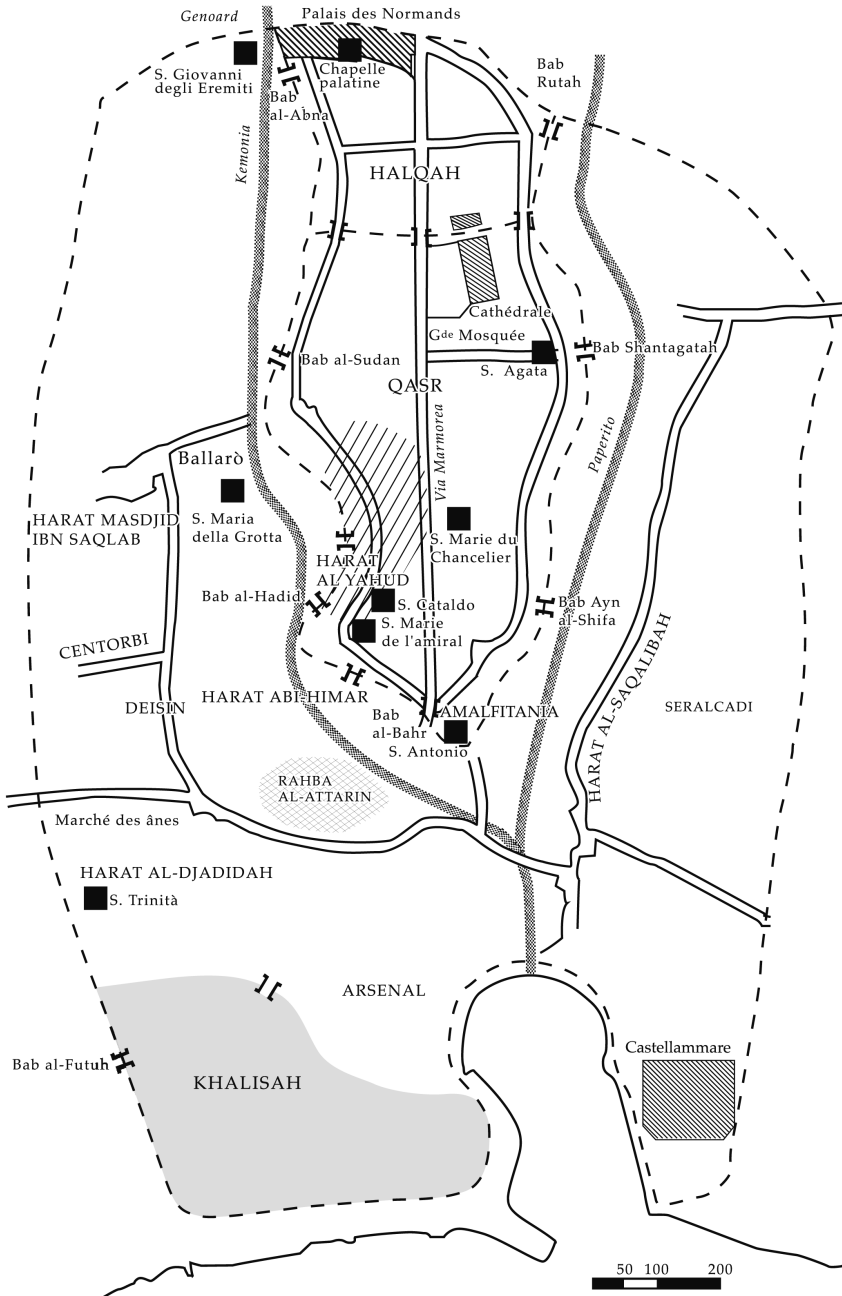 Genoard
Palais des Normands
S. Giovanni
degli Eremiti
Chapelle
palatine
Bab
Rutah
Bab
al-Abna
Kemonia
HALQAH
Cathédrale
Gde Mosquée
Bab al-Sudan
Bab Shantagatah
S. Agata
QASR
Via Marmorea
Paperito
Ballarò
S. Maria
della Grotta
HARAT MASDJID
IBN SAQLAB
S. Marie du
Chancelier
HARAT
AL YAHUD
Bab al-Hadid
S. Cataldo
S. Marie
de l'amiral
Bab Ayn
al-Shifa
CENTORBI
HARAT ABI-HIMAR
DEISIN
Bab
al-Bahr
AMALFITANIA
S. Antonio
HARAT AL-SAQALIBAH
SERALCADI
RAHBA
AL-ATTARIN
Marché des ânes
HARAT AL-DJADIDAH
S. Trinità
ARSENAL
Bab al-Futuh
KHALISAH
Castellammare
50 100 200